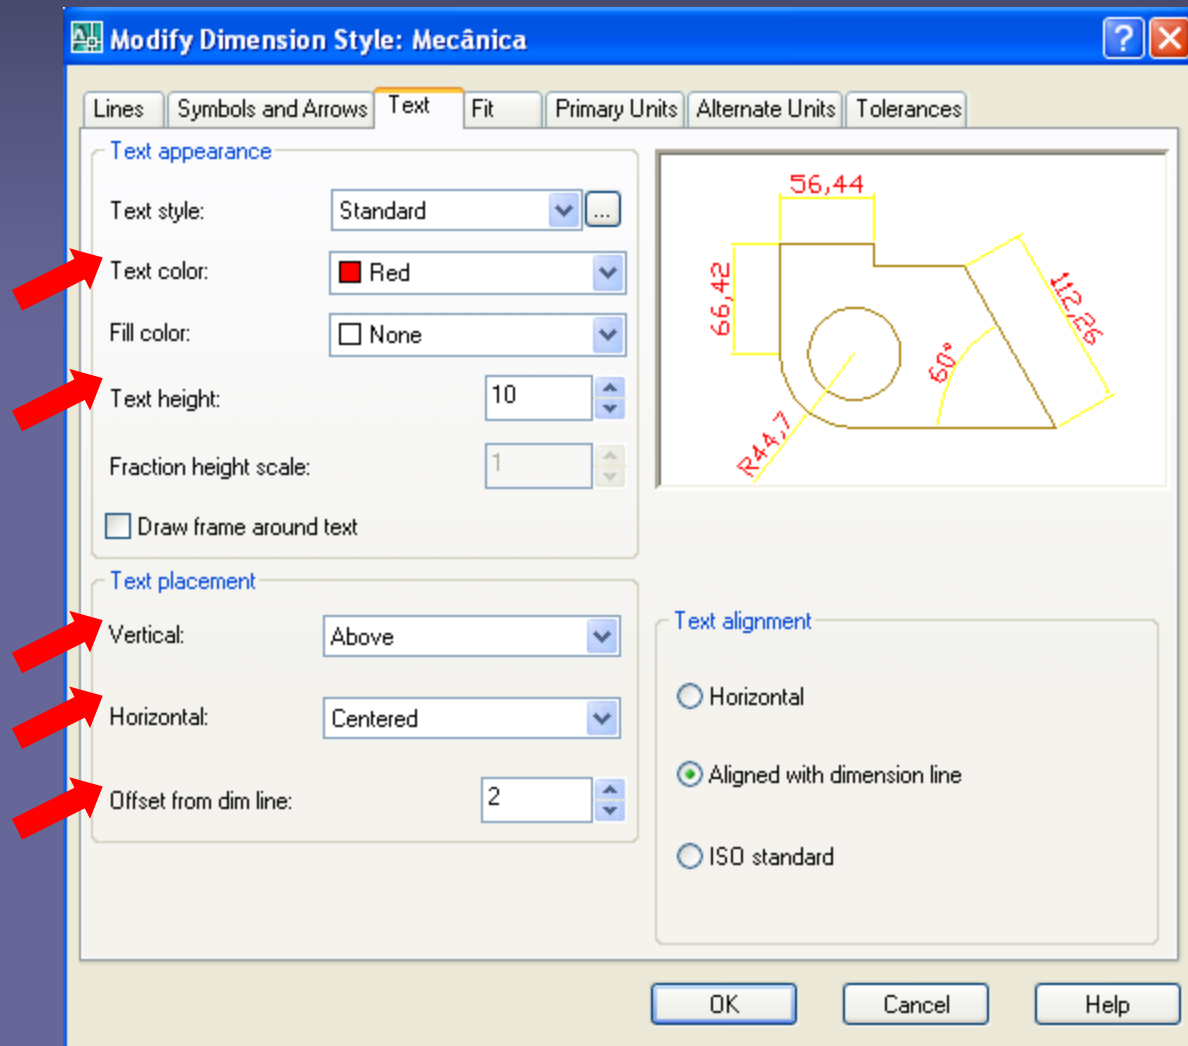 Modify Dimension Style: Mecânica
Lines Symbols and Arrows Text Fit Primary Units Alternate Units Tolerances
Text appearance
Text style: Standard ...
Text color: Red
Fill color: None
Text height: 10
Fraction height scale: 1
Draw frame around text
56,44
66,42
112,26
60°
R44,7
Text placement
Vertical: Above
Horizontal: Centered
Offset from dim line: 2
Text alignment
Horizontal
Aligned with dimension line
ISO standard
OK Cancel Help